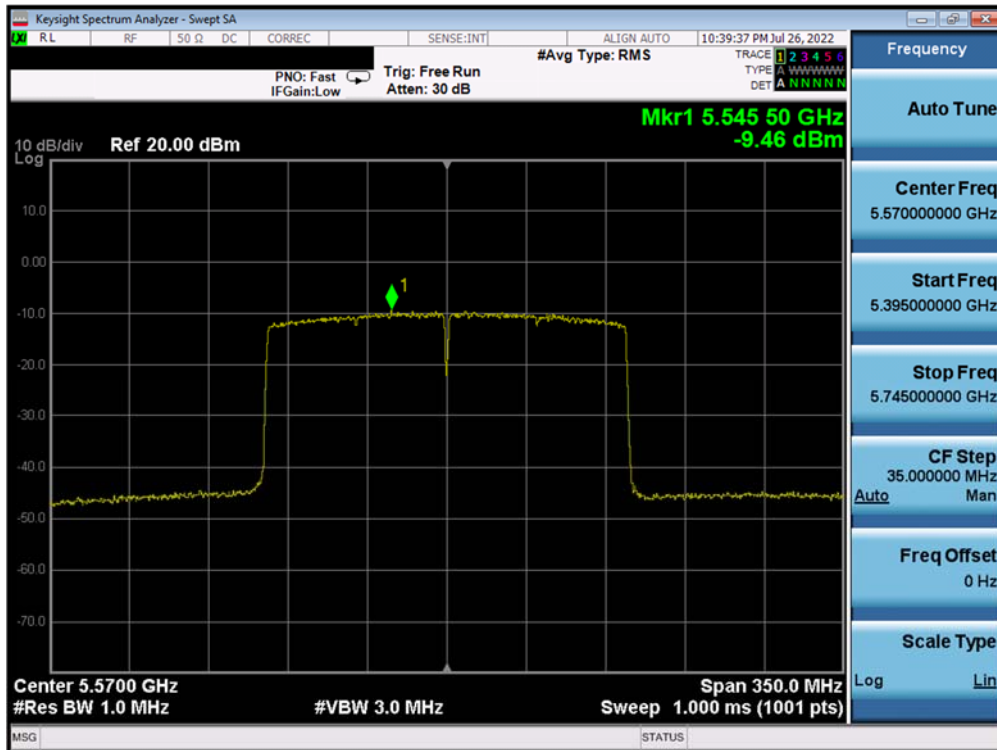 Keysight Spectrum Analyzer - Swept SA
LXI RL RF 50 Ω DC CORREC SENSE:INT ALIGN AUTO 10:39:37 PM Jul 26, 2022
PNO: Fast
IFGain:Low
Trig: Free Run
Atten: 30 dB
#Avg Type: RMS
TRACE 1 2 3 4 5 6
TYPE A WWWWW
DET A N N N N N
Mkr1 5.545 50 GHz
-9.46 dBm
10 dB/div
Log
Ref 20.00 dBm
10.0
0.00
-10.0
-20.0
-30.0
-40.0
-50.0
-60.0
-70.0
1
Center 5.5700 GHz
Span 350.0 MHz
#Res BW 1.0 MHz
#VBW 3.0 MHz
Sweep 1.000 ms (1001 pts)
MSG
STATUS
Frequency
Auto Tune
Center Freq
5.570000000 GHz
Start Freq
5.395000000 GHz
Stop Freq
5.745000000 GHz
CF Step
35.000000 MHz
Auto Man
Freq Offset
0 Hz
Scale Type
Log Lin